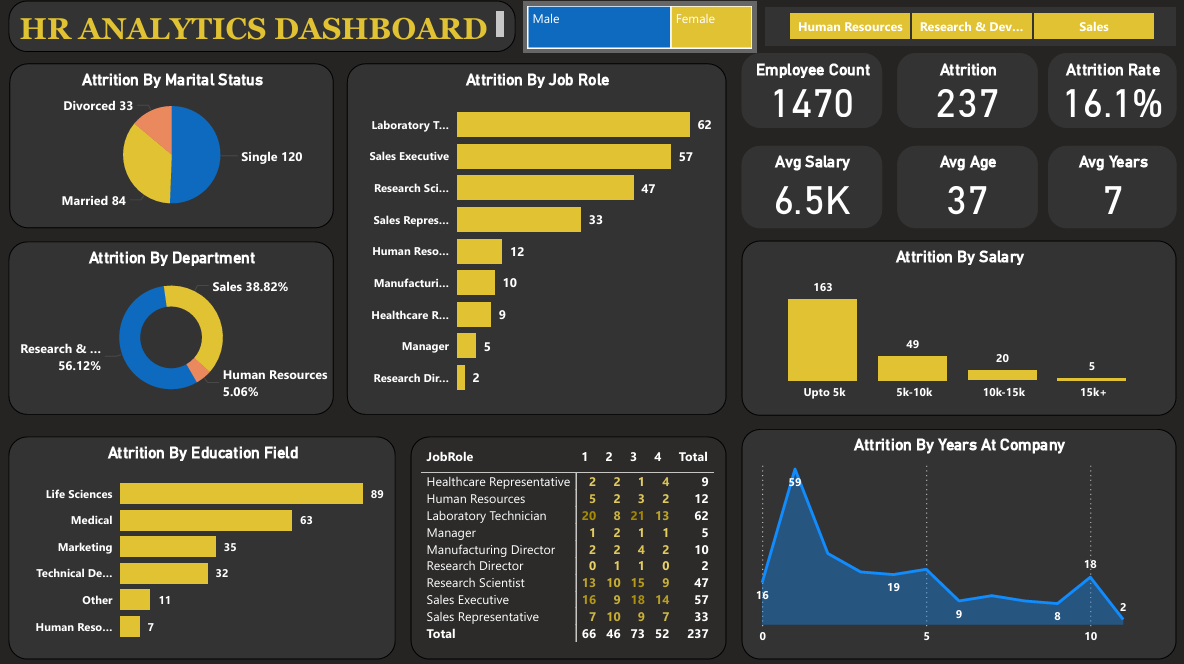 HR ANALYTICS DASHBOARD
Male
Female
Human Resources
Research & Dev...
Sales
Attrition By Marital Status
Divorced 33
Single 120
Married 84
Attrition By Job Role
Laboratory T... 62
Sales Executive 57
Research Sci... 47
Sales Repres... 33
Human Reso... 12
Manufacturi... 10
Healthcare R... 9
Manager 5
Research Dir... 2
Employee Count
1470
Attrition
237
Attrition Rate
16.1%
Avg Salary
6.5K
Avg Age
37
Avg Years
7
Attrition By Department
Sales 38.82%
Research & ...
56.12%
Human Resources
5.06%
Attrition By Salary
163
49
20
5
Upto 5k 5k-10k 10k-15k 15k+
Attrition By Education Field
Life Sciences 89
Medical 63
Marketing 35
Technical De... 32
Other 11
Human Reso... 7
JobRole 1 2 3 4 Total
Healthcare Representative 2 2 1 4 9
Human Resources 5 2 3 2 12
Laboratory Technician 20 8 21 13 62
Manager 1 2 1 1 5
Manufacturing Director 2 2 4 2 10
Research Director 0 1 1 0 2
Research Scientist 13 10 15 9 47
Sales Executive 16 9 18 14 57
Sales Representative 7 10 9 7 33
Total 66 46 73 52 237
Attrition By Years At Company
59
16
19
9
8
18
2
0 5 10